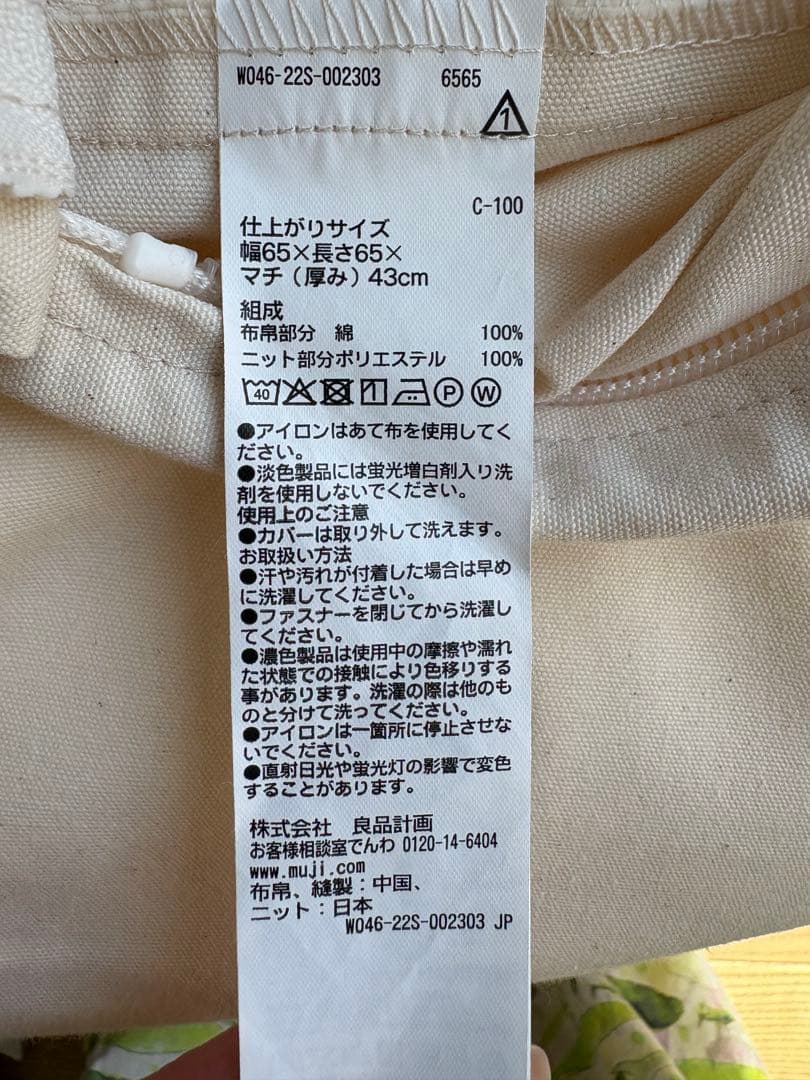 W046-22S-002303 6565
1
C-100
仕上がりサイズ
幅65×長さ65×
マチ（厚み）43cm
組成
布帛部分 綿 100%
ニット部分ポリエステル 100%
40 P W
●アイロンはあて布を使用してく
ださい。
●淡色製品には蛍光増白剤入り洗
剤を使用しないでください。
使用上のご注意
●カバーは取り外して洗えます。
お取扱い方法
●汗や汚れが付着した場合は早め
に洗濯してください。
●ファスナーを閉じてから洗濯し
てください。
●濃色製品は使用中の摩擦や濡れ
た状態での接触により色移りする
事があります。洗濯の際は他のも
のと分けて洗ってください。
●アイロンは一箇所に停止させな
いでください。
●直射日光や蛍光灯の影響で変色
することがあります。
株式会社 良品計画
お客様相談室でんわ 0120-14-6404
www.muji.com
布帛、縫製：中国、
ニット：日本
W046-22S-002303 JP